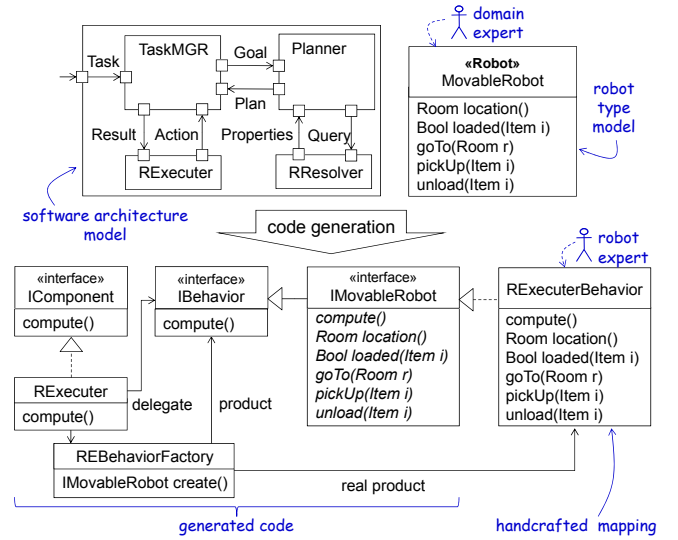 domain
expert
Task
TaskMGR
Goal
Planner
Plan
Result
Action
Properties
Query
RExecuter
RResolver
software architecture
model
«Robot»
MovableRobot
Room location()
Bool loaded(Item i)
goTo(Room r)
pickUp(Item i)
unload(Item i)
robot
type
model
code generation
robot
expert
«interface»
IComponent
compute()
«interface»
IBehavior
compute()
«interface»
IMovableRobot
compute()
Room location()
Bool loaded(Item i)
goTo(Room r)
pickUp(Item i)
unload(Item i)
RExecuterBehavior
compute()
Room location()
Bool loaded(Item i)
goTo(Room r)
pickUp(Item i)
unload(Item i)
RExecuter
compute()
delegate
product
REBehaviorFactory
IMovableRobot create()
real product
generated code
handcrafted mapping